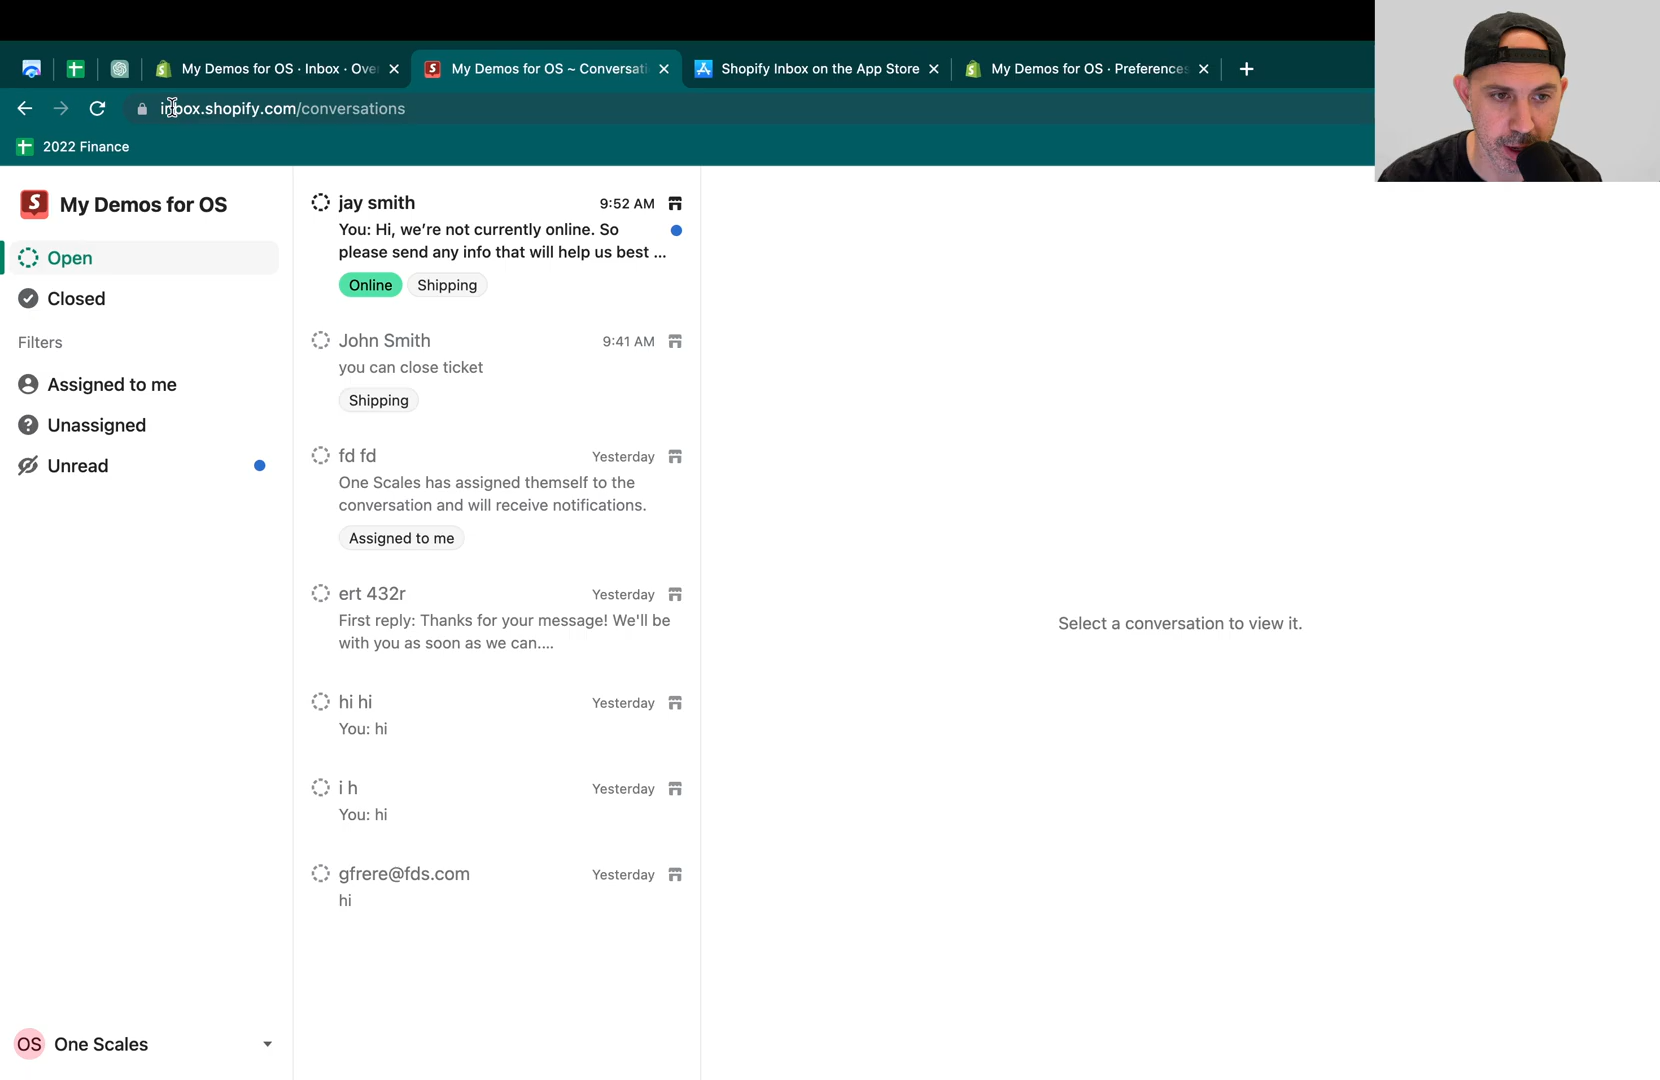 My Demos for OS · Inbox · Ove
My Demos for OS ~ Conversati
Shopify Inbox on the App Store
My Demos for OS · Preferences
inbox.shopify.com/conversations
2022 Finance
My Demos for OS
Open
Closed
Filters
Assigned to me
Unassigned
Unread
OS One Scales
jay smith 9:52 AM
You: Hi, we're not currently online. So
please send any info that will help us best ...
Online Shipping
John Smith 9:41 AM
you can close ticket
Shipping
fd fd Yesterday
One Scales has assigned themself to the
conversation and will receive notifications.
Assigned to me
ert 432r Yesterday
First reply: Thanks for your message! We'll be
with you as soon as we can....
hi hi Yesterday
You: hi
i h Yesterday
You: hi
gfrere@fds.com Yesterday
hi
Select a conversation to view it.